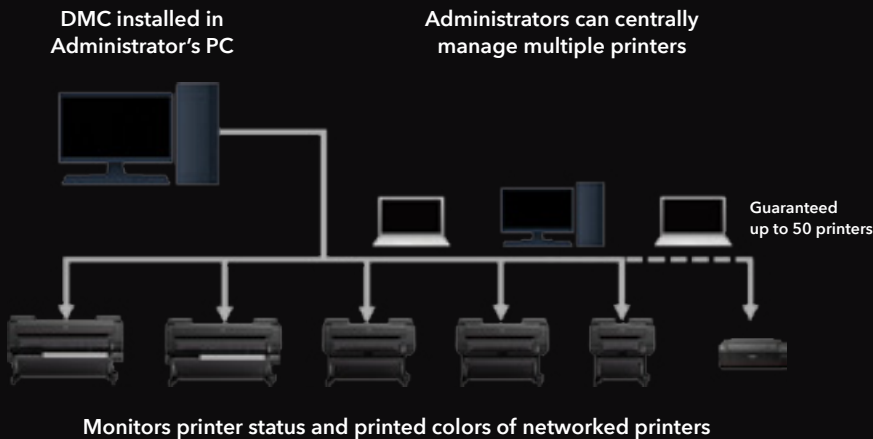 DMC installed in
Administrator's PC
Administrators can centrally
manage multiple printers
Guaranteed
up to 50 printers
Monitors printer status and printed colors of networked printers